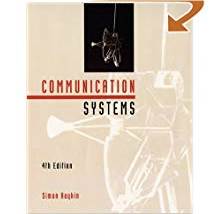 COMMUNICATION
SYSTEMS
4th Edition
Simon Haykin